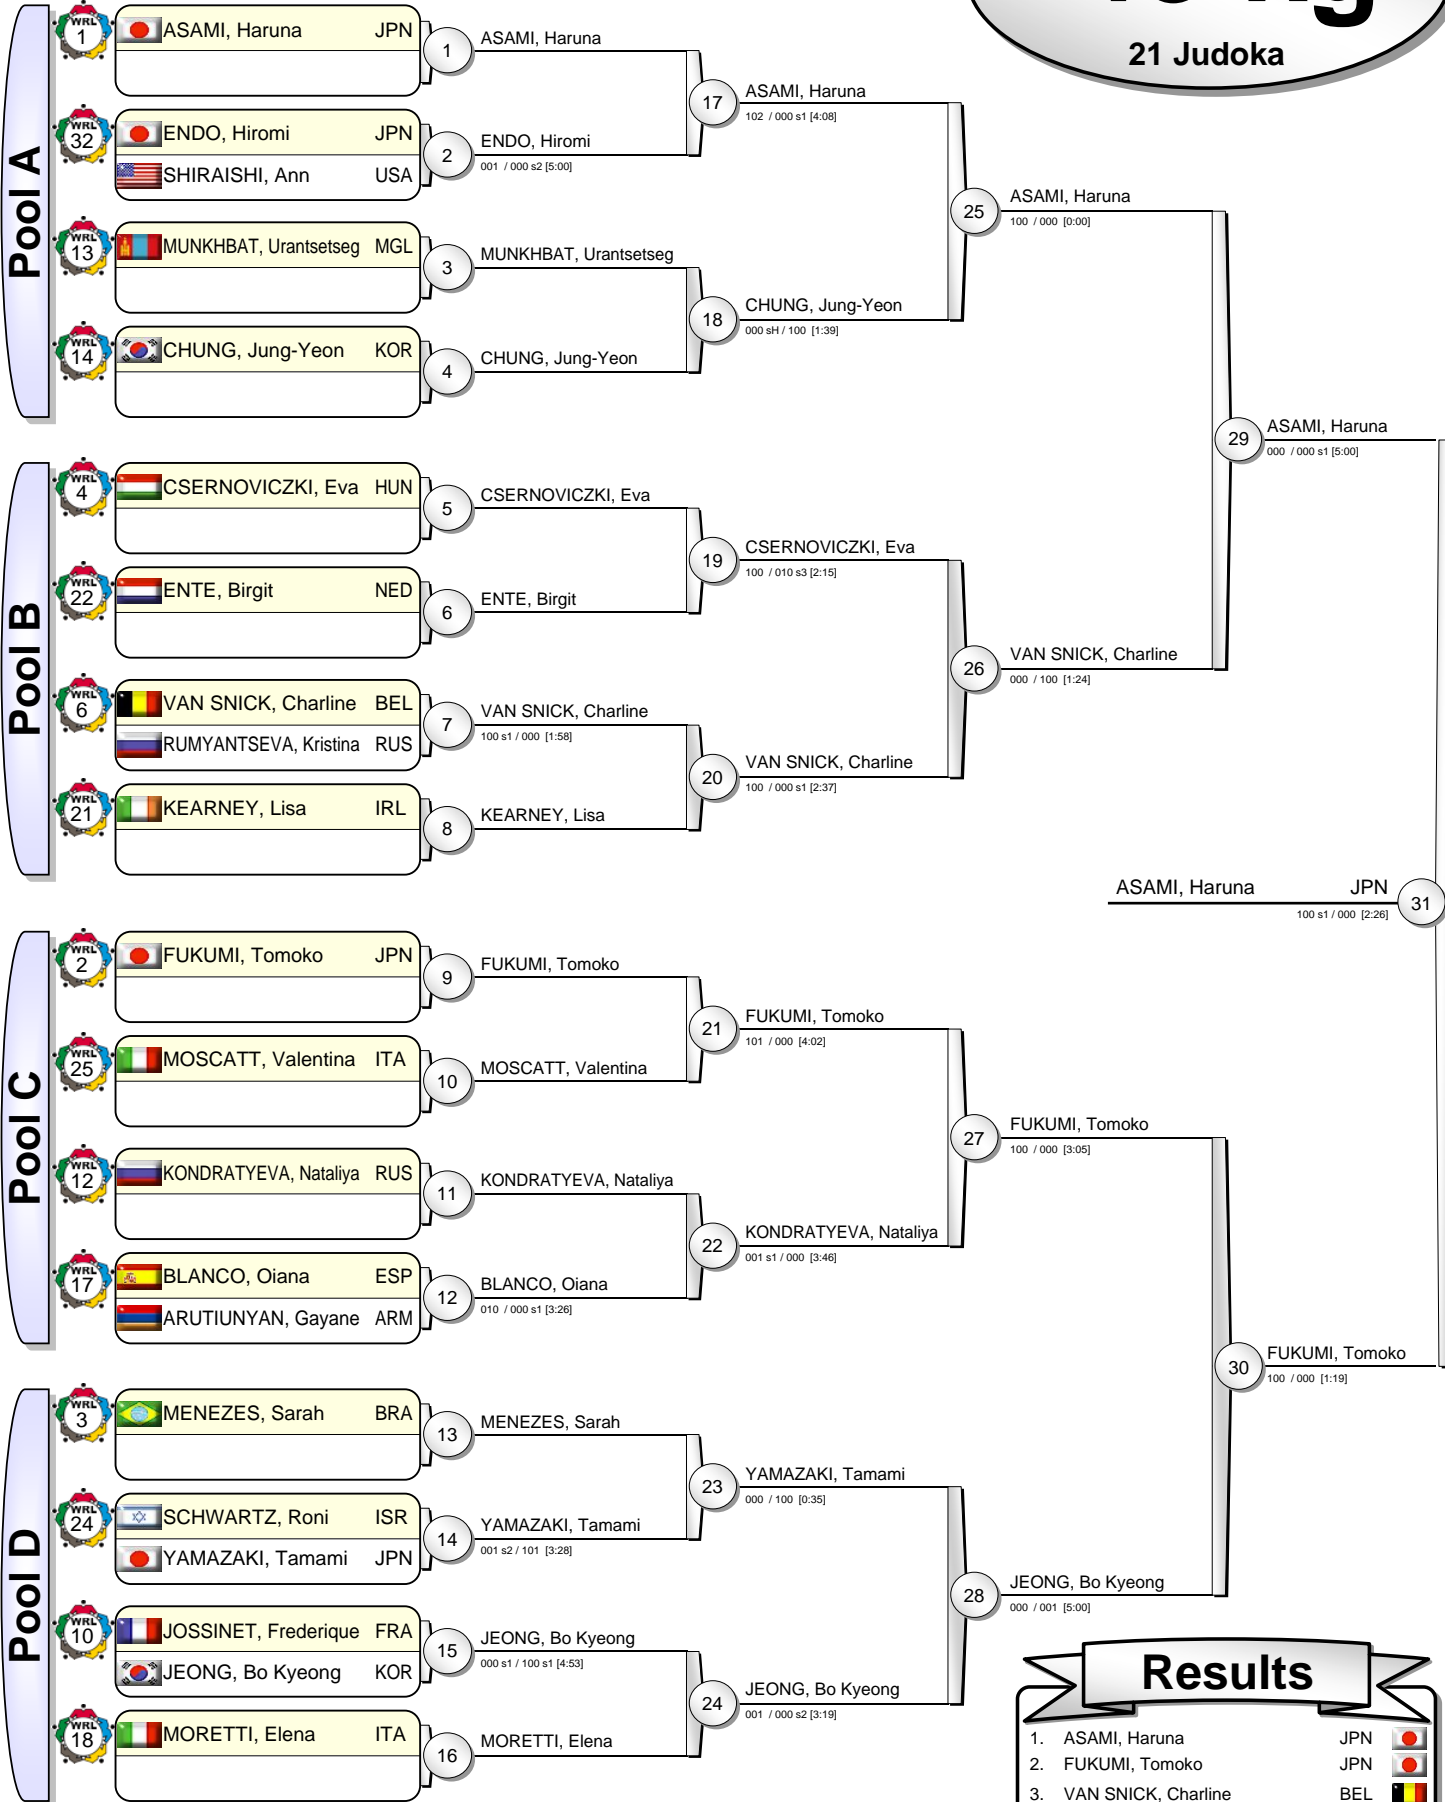 21 Judoka
Pool A
WRL 1 ASAMI, Haruna JPN
WRL 32 ENDO, Hiromi JPN
SHIRAISHI, Ann USA
WRL 13 MUNKHBAT, Urantsetseg MGL
WRL 14 CHUNG, Jung-Yeon KOR
1 ASAMI, Haruna
2 ENDO, Hiromi
001 / 000 s2 [5:00]
3 MUNKHBAT, Urantsetseg
4 CHUNG, Jung-Yeon
17 ASAMI, Haruna
102 / 000 s1 [4:08]
18 CHUNG, Jung-Yeon
000 sH / 100 [1:39]
25 ASAMI, Haruna
100 / 000 [0:00]
Pool B
WRL 4 CSERNOVICZKI, Eva HUN
WRL 22 ENTE, Birgit NED
WRL 6 VAN SNICK, Charline BEL
RUMYANTSEVA, Kristina RUS
WRL 21 KEARNEY, Lisa IRL
5 CSERNOVICZKI, Eva
6 ENTE, Birgit
7 VAN SNICK, Charline
100 s1 / 000 [1:58]
8 KEARNEY, Lisa
19 CSERNOVICZKI, Eva
100 / 010 s3 [2:15]
20 VAN SNICK, Charline
100 / 000 s1 [2:37]
26 VAN SNICK, Charline
000 / 100 [1:24]
29 ASAMI, Haruna
000 / 000 s1 [5:00]
ASAMI, Haruna JPN 31
100 s1 / 000 [2:26]
Pool C
WRL 2 FUKUMI, Tomoko JPN
WRL 25 MOSCATT, Valentina ITA
WRL 12 KONDRATYEVA, Nataliya RUS
WRL 17 BLANCO, Oiana ESP
ARUTIUNYAN, Gayane ARM
9 FUKUMI, Tomoko
10 MOSCATT, Valentina
11 KONDRATYEVA, Nataliya
12 BLANCO, Oiana
010 / 000 s1 [3:26]
21 FUKUMI, Tomoko
101 / 000 [4:02]
22 KONDRATYEVA, Nataliya
001 s1 / 000 [3:46]
27 FUKUMI, Tomoko
100 / 000 [3:05]
Pool D
WRL 3 MENEZES, Sarah BRA
WRL 24 SCHWARTZ, Roni ISR
YAMAZAKI, Tamami JPN
WRL 10 JOSSINET, Frederique FRA
JEONG, Bo Kyeong KOR
WRL 18 MORETTI, Elena ITA
13 MENEZES, Sarah
14 YAMAZAKI, Tamami
001 s2 / 101 [3:28]
15 JEONG, Bo Kyeong
000 s1 / 100 s1 [4:53]
16 MORETTI, Elena
23 YAMAZAKI, Tamami
000 / 100 [0:35]
24 JEONG, Bo Kyeong
001 / 000 s2 [3:19]
28 JEONG, Bo Kyeong
000 / 001 [5:00]
30 FUKUMI, Tomoko
100 / 000 [1:19]
Results
1. ASAMI, Haruna JPN
2. FUKUMI, Tomoko JPN
3. VAN SNICK, Charline BEL